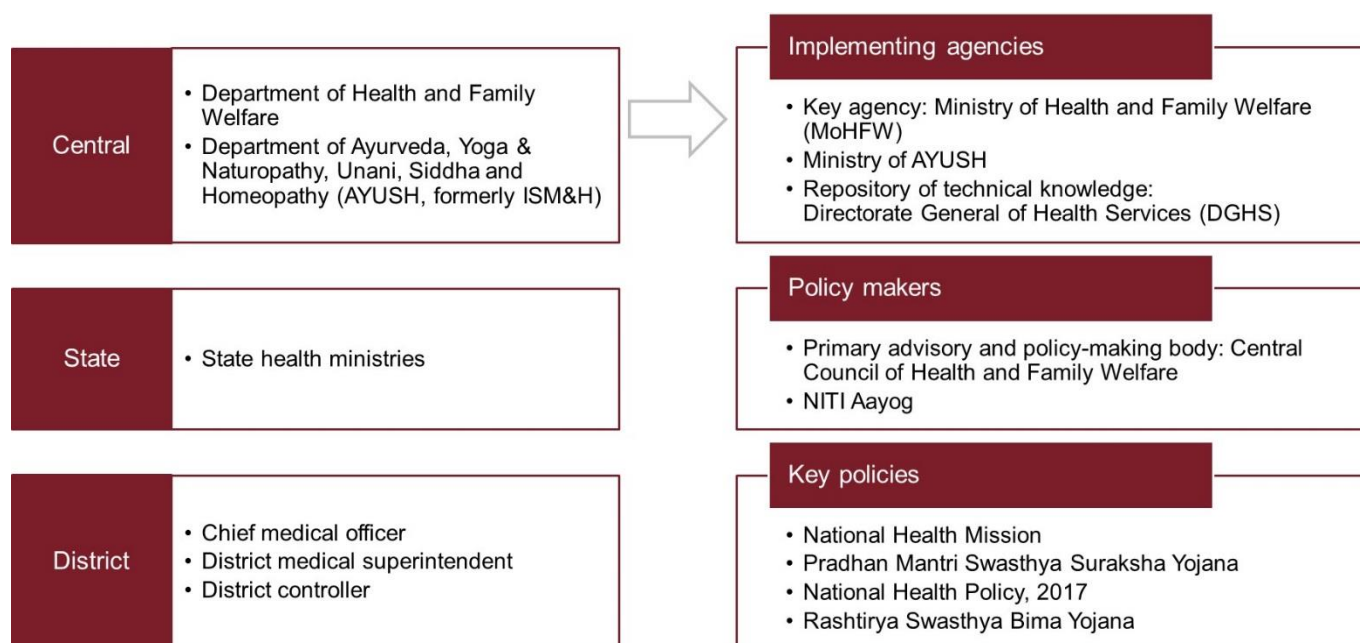 Central
• Department of Health and Family
Welfare
• Department of Ayurveda, Yoga &
Naturopathy, Unani, Siddha and
Homeopathy (AYUSH, formerly ISM&H)
Implementing agencies
• Key agency: Ministry of Health and Family Welfare
(MoHFW)
• Ministry of AYUSH
• Repository of technical knowledge:
Directorate General of Health Services (DGHS)
State
• State health ministries
Policy makers
• Primary advisory and policy-making body: Central
Council of Health and Family Welfare
• NITI Aayog
District
• Chief medical officer
• District medical superintendent
• District controller
Key policies
• National Health Mission
• Pradhan Mantri Swasthya Suraksha Yojana
• National Health Policy, 2017
• Rashtirya Swasthya Bima Yojana